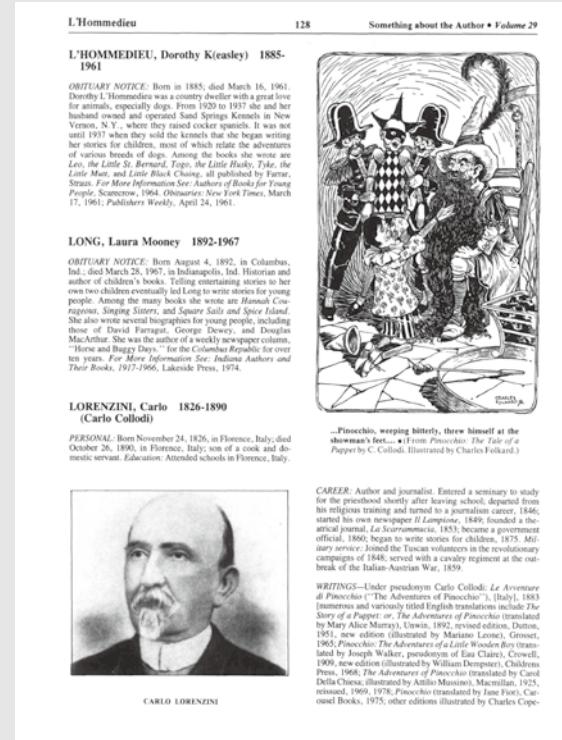 L'Hommedieu
128
Something about the Author • Volume 29
L'HOMMEDIEU, Dorothy K(easley) 1885-
1961
OBITUARY NOTICE: Born in 1885; died March 16, 1961.
Dorothy L'Hommedieu was a country dweller with a great love
for animals, especially dogs. From 1920 to 1937 she and her
husband owned and operated Sand Springs Kennels in New
Vernon, N.Y., where they raised cocker spaniels. It was not
until 1937 when they sold the kennels that she began writing
her stories for children, most of which relate the adventures
of various breeds of dogs. Among the books she wrote are
Leo, the Little St. Bernard, Togo, the Little Husky, Tyke, the
Little Mutt, and Little Black Chaing, all published by Farrar,
Straus. For More Information See: Authors of Books for Young
People, Scarecrow, 1964. Obituaries: New York Times, March
17, 1961; Publishers Weekly, April 24, 1961.
LONG, Laura Mooney 1892-1967
OBITUARY NOTICE: Born August 4, 1892, in Columbus,
Ind.; died March 28, 1967, in Indianapolis, Ind. Historian and
author of children's books. Telling entertaining stories to her
own two children eventually led Long to write stories for young
people. Among the many books she wrote are Hannah Cou-
rageous, Singing Sisters, and Square Sails and Spice Island.
She also wrote several biographies for young people, including
those of David Farragut, George Dewey, and Douglas
MacArthur. She was the author of a weekly newspaper column,
"Horse and Buggy Days," for the Columbus Republic for over
ten years. For More Information See: Indiana Authors and
Their Books, 1917-1966, Lakeside Press, 1974.
LORENZINI, Carlo 1826-1890
(Carlo Collodi)
PERSONAL: Born November 24, 1826, in Florence, Italy; died
October 26, 1890, in Florence, Italy; son of a cook and do-
mestic servant. Education: Attended schools in Florence, Italy.
CARLO LORENZINI
CHARLES
FOLKARD
...Pinocchio, weeping bitterly, threw himself at the
showman's feet.... • (From Pinocchio: The Tale of a
Puppet by C. Collodi. Illustrated by Charles Folkard.)
CAREER: Author and journalist. Entered a seminary to study
for the priesthood shortly after leaving school; departed from
his religious training and turned to a journalism career, 1846;
started his own newspaper Il Lampione, 1849; founded a the-
atrical journal, La Scarrammucia, 1853; became a government
official, 1860; began to write stories for children, 1875. Mil-
itary service: Joined the Tuscan volunteers in the revolutionary
campaigns of 1848; served with a cavalry regiment at the out-
break of the Italian-Austrian War, 1859.
WRITINGS—Under pseudonym Carlo Collodi: Le Avventure
di Pinocchio ("The Adventures of Pinocchio"), [Italy], 1883
[numerous and variously titled English translations include The
Story of a Puppet: or, The Adventures of Pinocchio (translated
by Mary Alice Murray), Unwin, 1892, revised edition, Dutton,
1951, new edition (illustrated by Mariano Leone), Grosset,
1965; Pinocchio: The Adventures of a Little Wooden Boy (trans-
lated by Joseph Walker, pseudonym of Eau Claire), Crowell,
1909, new edition (illustrated by William Dempster), Childrens
Press, 1968; The Adventures of Pinocchio (translated by Carol
Della Chiesa; illustrated by Attilio Mussino), Macmillan, 1925,
reissued, 1969, 1978; Pinocchio (translated by Jane Fior), Car-
ousel Books, 1975; other editions illustrated by Charles Cope-